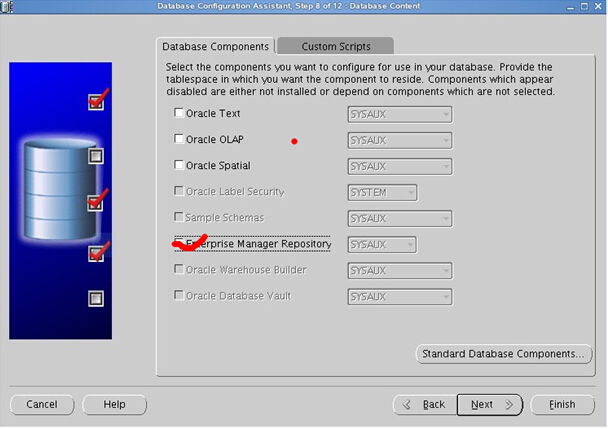 Database Configuration Assistant, Step 8 of 12 : Database Content
Database Components
Custom Scripts
Select the components you want to configure for use in your database. Provide the
tablespace in which you want the component to reside. Components which appear
disabled are either not installed or depend on components which are not selected.
Oracle Text SYSAUX
Oracle OLAP SYSAUX
Oracle Spatial SYSAUX
Oracle Label Security SYSTEM
Sample Schemas SYSAUX
Enterprise Manager Repository SYSAUX
Oracle Warehouse Builder SYSAUX
Oracle Database Vault SYSAUX
Standard Database Components...
Cancel Help Back Next Finish